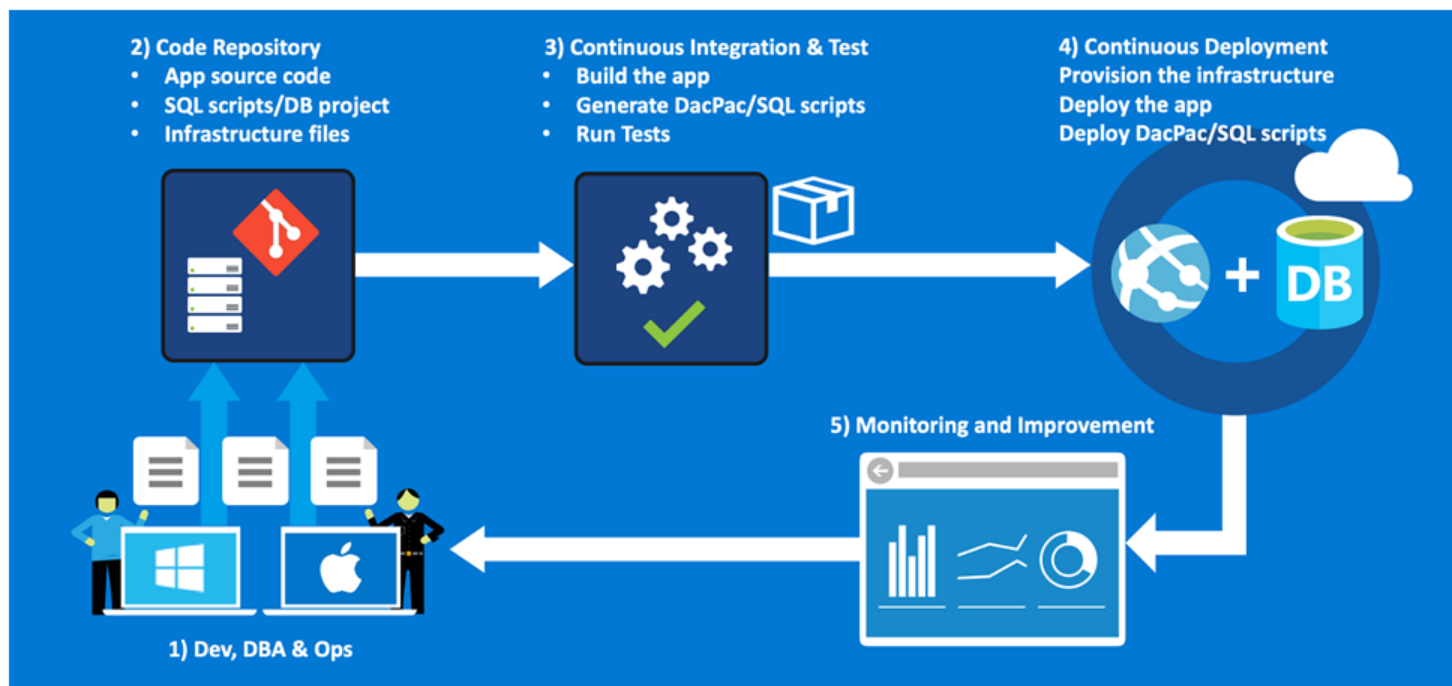 2) Code Repository
• App source code
• SQL scripts/DB project
• Infrastructure files
3) Continuous Integration & Test
• Build the app
• Generate DacPac/SQL scripts
• Run Tests
4) Continuous Deployment
Provision the infrastructure
Deploy the app
Deploy DacPac/SQL scripts
+ DB
5) Monitoring and Improvement
1) Dev, DBA & Ops